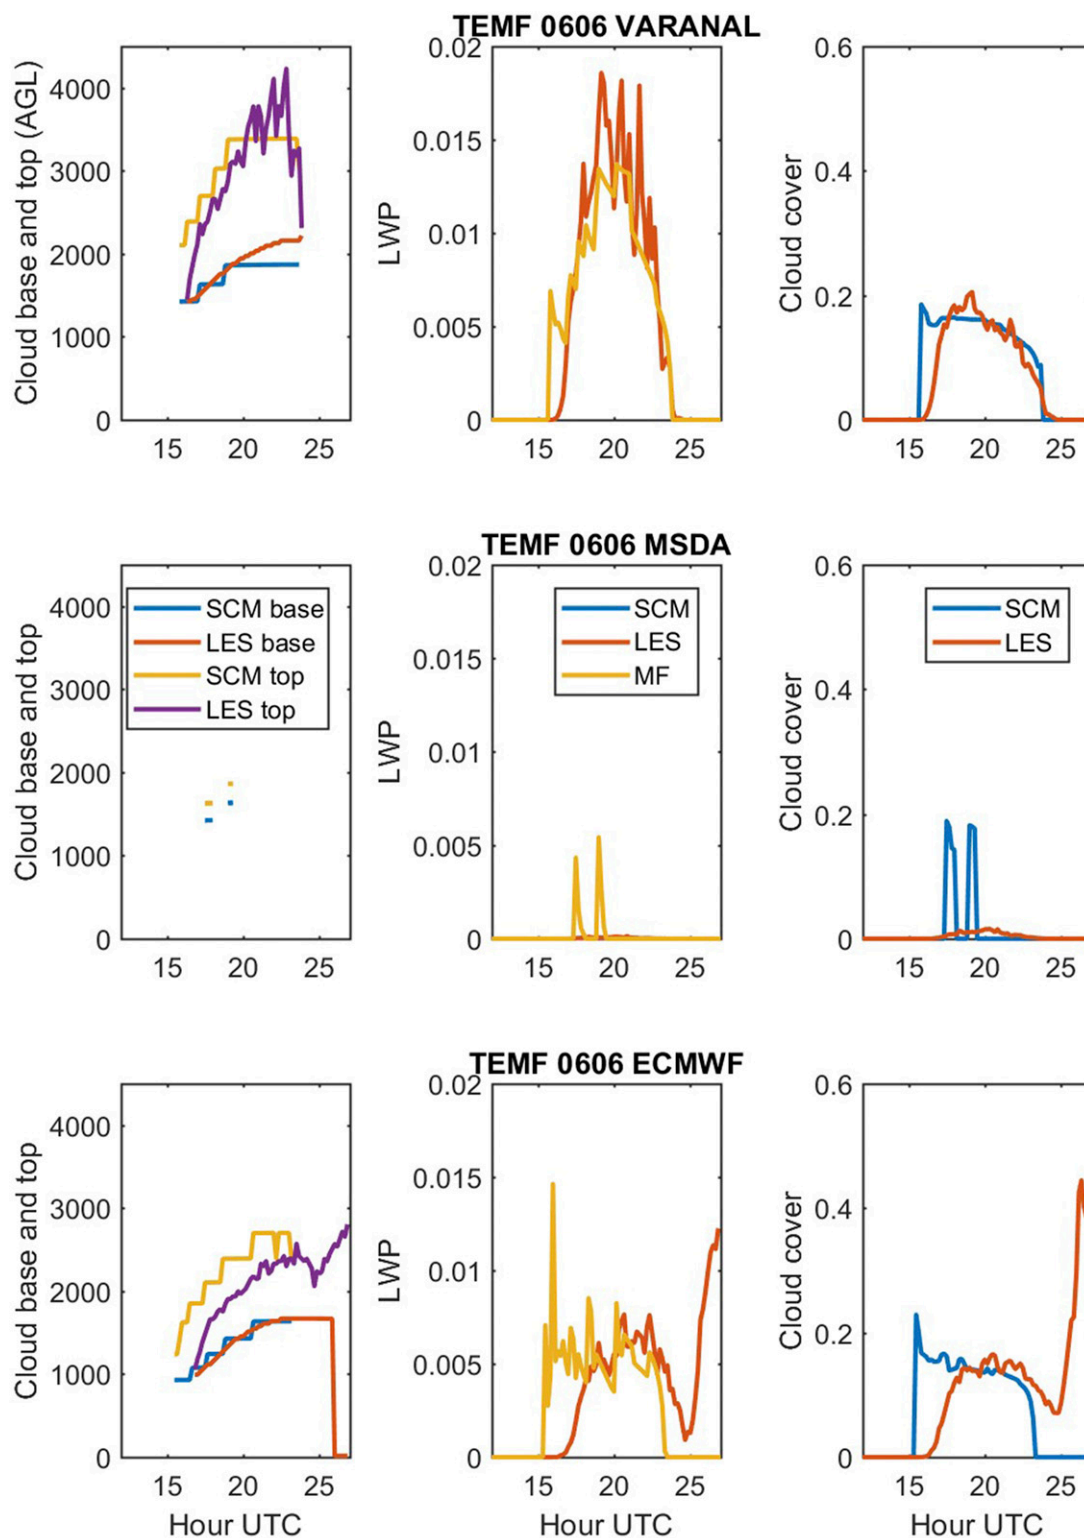 TEMF 0606 VARANAL
Cloud base and top (AGL)
4000
3000
2000
1000
0
15 20 25
LWP
0.02
0.015
0.01
0.005
0
15 20 25
Cloud cover
0.6
0.4
0.2
0
15 20 25
TEMF 0606 MSDA
Cloud base and top
4000
3000
2000
1000
0
SCM base
LES base
SCM top
LES top
15 20 25
LWP
0.02
0.015
0.01
0.005
0
SCM
LES
MF
15 20 25
Cloud cover
0.6
0.4
0.2
0
SCM
LES
15 20 25
TEMF 0606 ECMWF
Cloud base and top
4000
3000
2000
1000
0
15 20 25
Hour UTC
LWP
0.02
0.015
0.01
0.005
0
15 20 25
Hour UTC
Cloud cover
0.6
0.4
0.2
0
15 20 25
Hour UTC